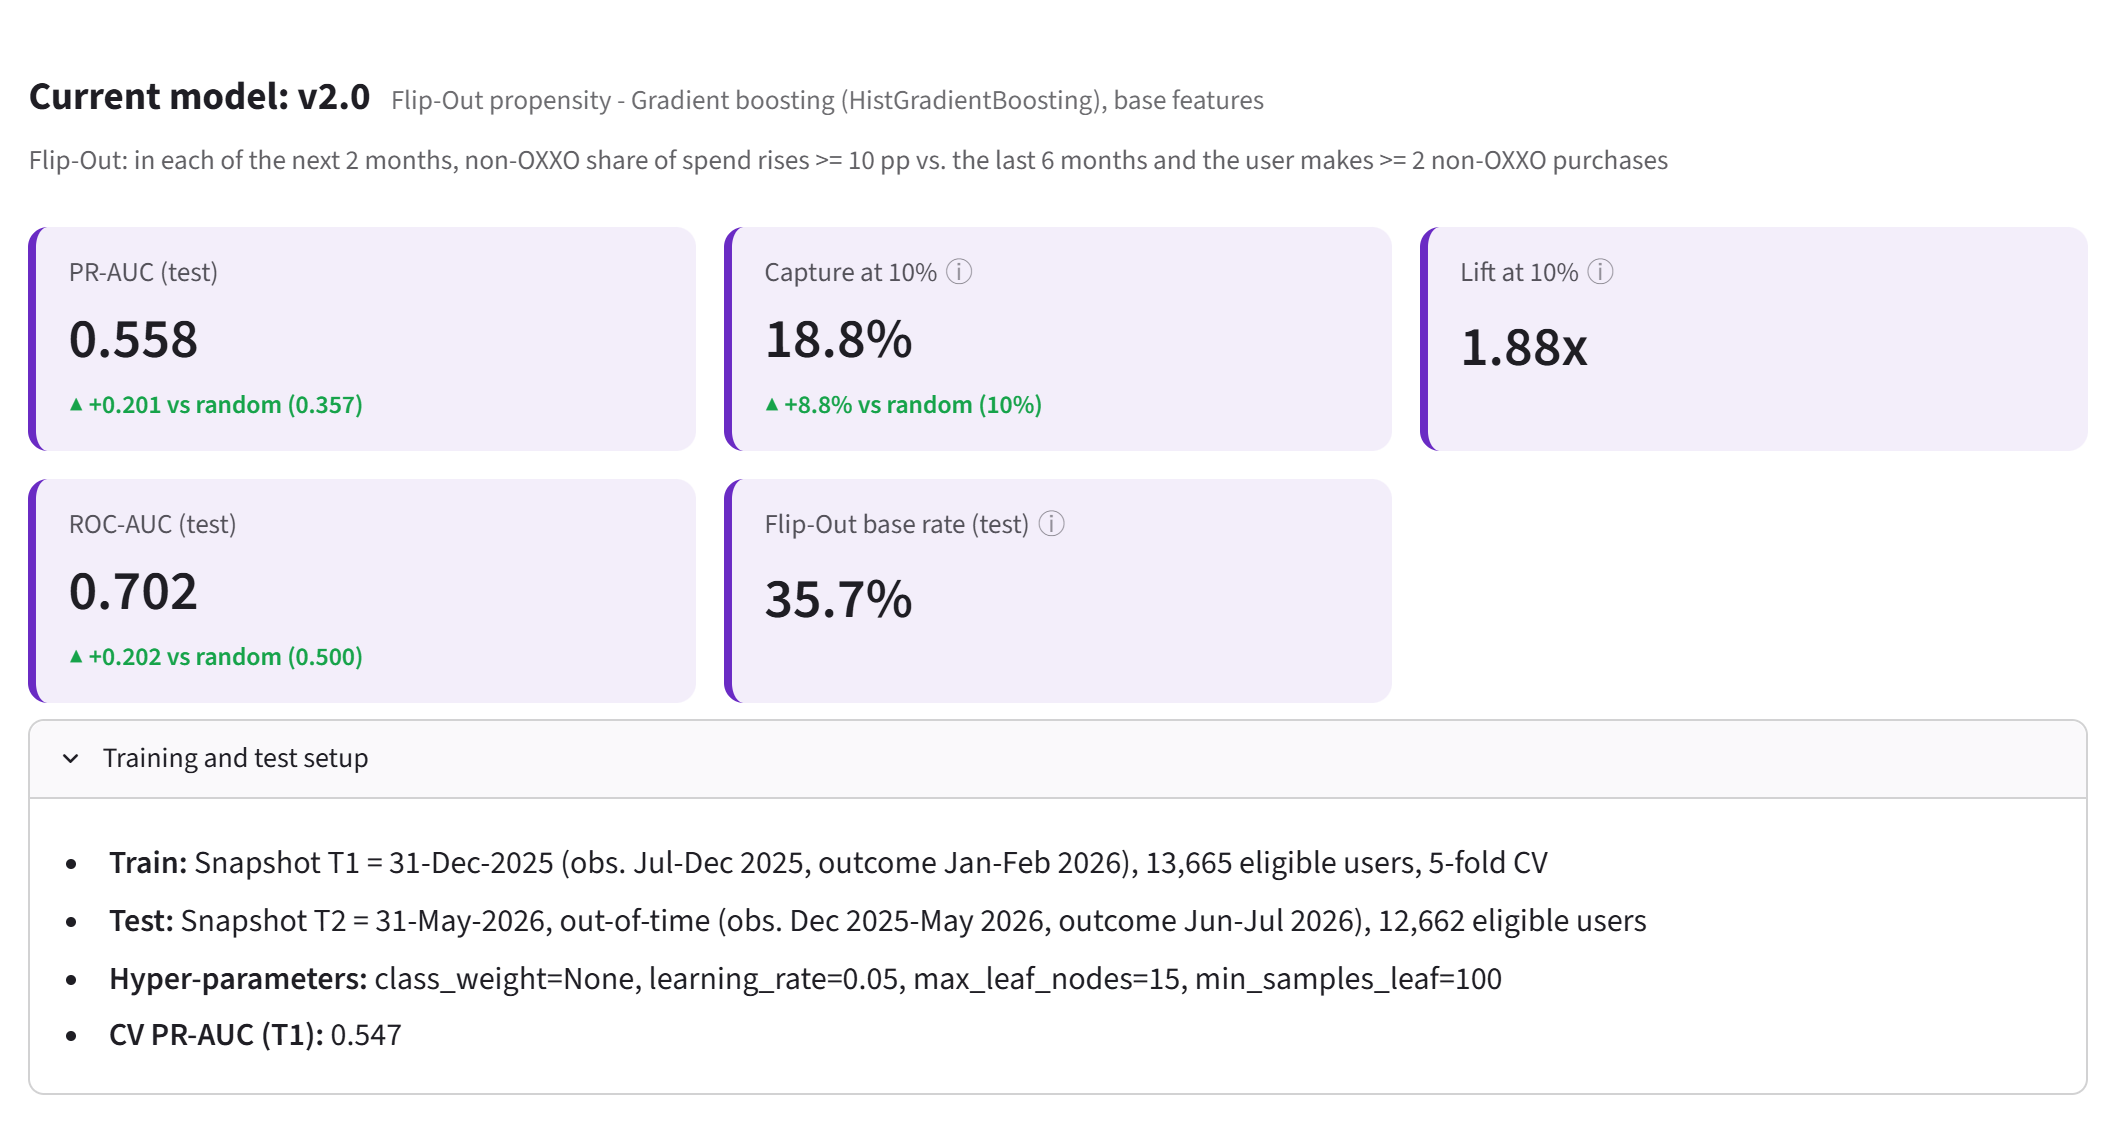 Current model: v2.0 Flip-Out propensity - Gradient boosting (HistGradientBoosting), base features
Flip-Out: in each of the next 2 months, non-OXXO share of spend rises >= 10 pp vs. the last 6 months and the user makes >= 2 non-OXXO purchases
PR-AUC (test)
0.558
▲ +0.201 vs random (0.357)
Capture at 10% ⓘ
18.8%
▲ +8.8% vs random (10%)
Lift at 10% ⓘ
1.88x
ROC-AUC (test)
0.702
▲ +0.202 vs random (0.500)
Flip-Out base rate (test) ⓘ
35.7%
Training and test setup
• Train: Snapshot T1 = 31-Dec-2025 (obs. Jul-Dec 2025, outcome Jan-Feb 2026), 13,665 eligible users, 5-fold CV
• Test: Snapshot T2 = 31-May-2026, out-of-time (obs. Dec 2025-May 2026, outcome Jun-Jul 2026), 12,662 eligible users
• Hyper-parameters: class_weight=None, learning_rate=0.05, max_leaf_nodes=15, min_samples_leaf=100
• CV PR-AUC (T1): 0.547